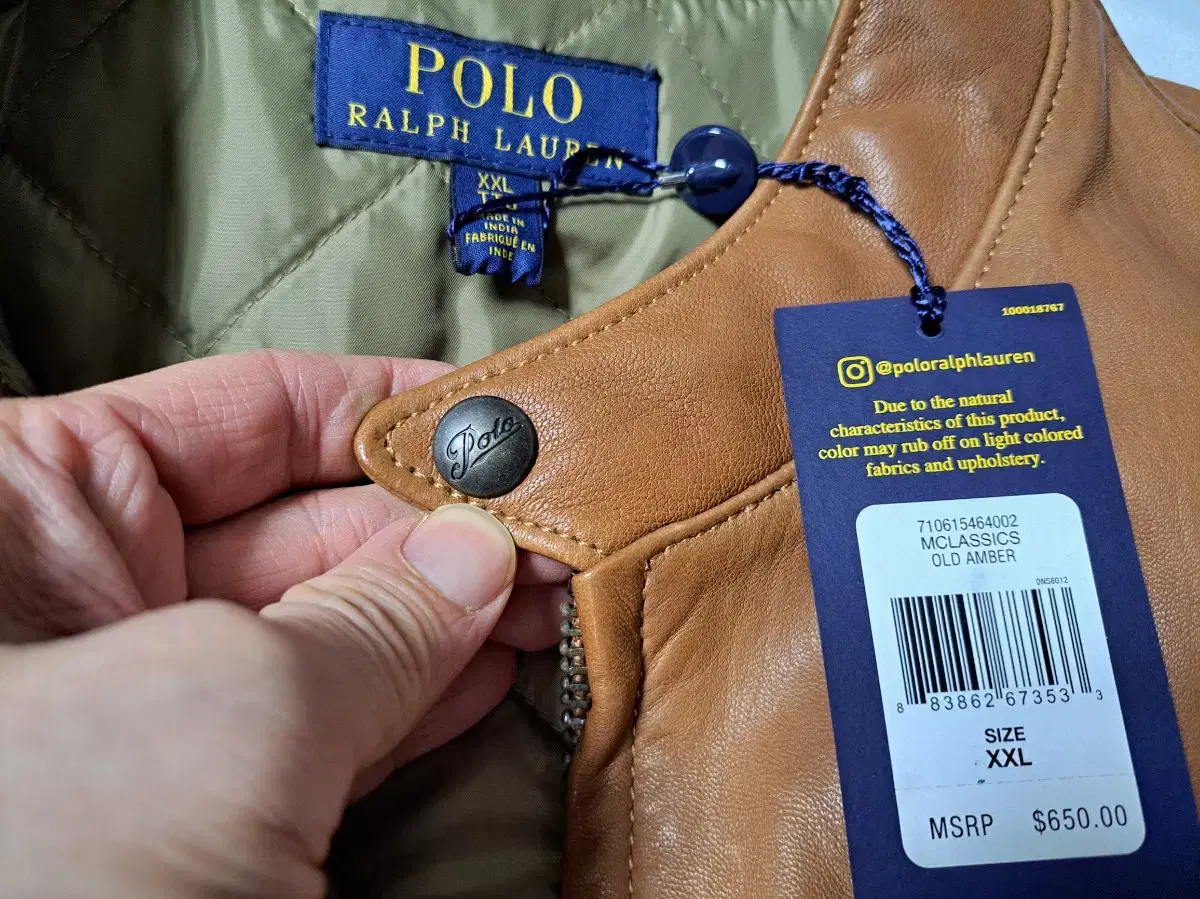 POLO
RALPH LAUREN
XXL
MADE IN
INDIA
FABRIQUÉ EN
INDE
Polo
100018767
@poloralphlauren
Due to the natural
characteristics of this product,
color may rub off on light colored
fabrics and upholstery.
710615464002
MCLASSICS
OLD AMBER
DNS6012
8 83862 67353 3
SIZE
XXL
MSRP $650.00